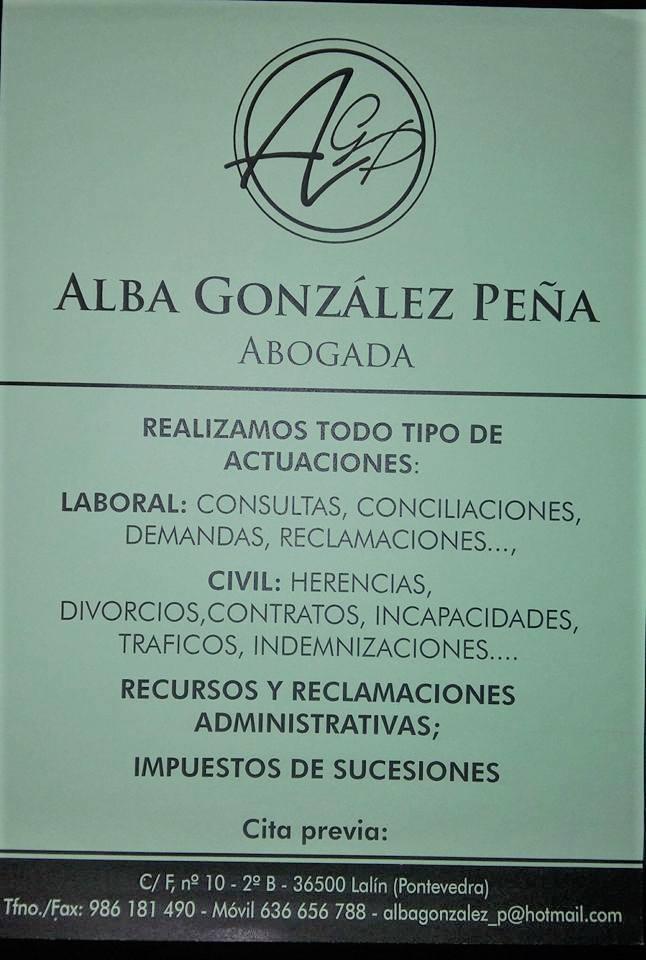 AGP
ALBA GONZÁLEZ PEÑA
ABOGADA
REALIZAMOS TODO TIPO DE
ACTUACIONES:
LABORAL: CONSULTAS, CONCILIACIONES,
DEMANDAS, RECLAMACIONES...,
CIVIL: HERENCIAS,
DIVORCIOS,CONTRATOS, INCAPACIDADES,
TRAFICOS, INDEMNIZACIONES....
RECURSOS Y RECLAMACIONES
ADMINISTRATIVAS;
IMPUESTOS DE SUCESIONES
Cita previa:
C/ F, nº 10 - 2º B - 36500 Lalín (Pontevedra)
Tfno./Fax: 986 181 490 - Móvil 636 656 788 - albagonzalez_p@hotmail.com